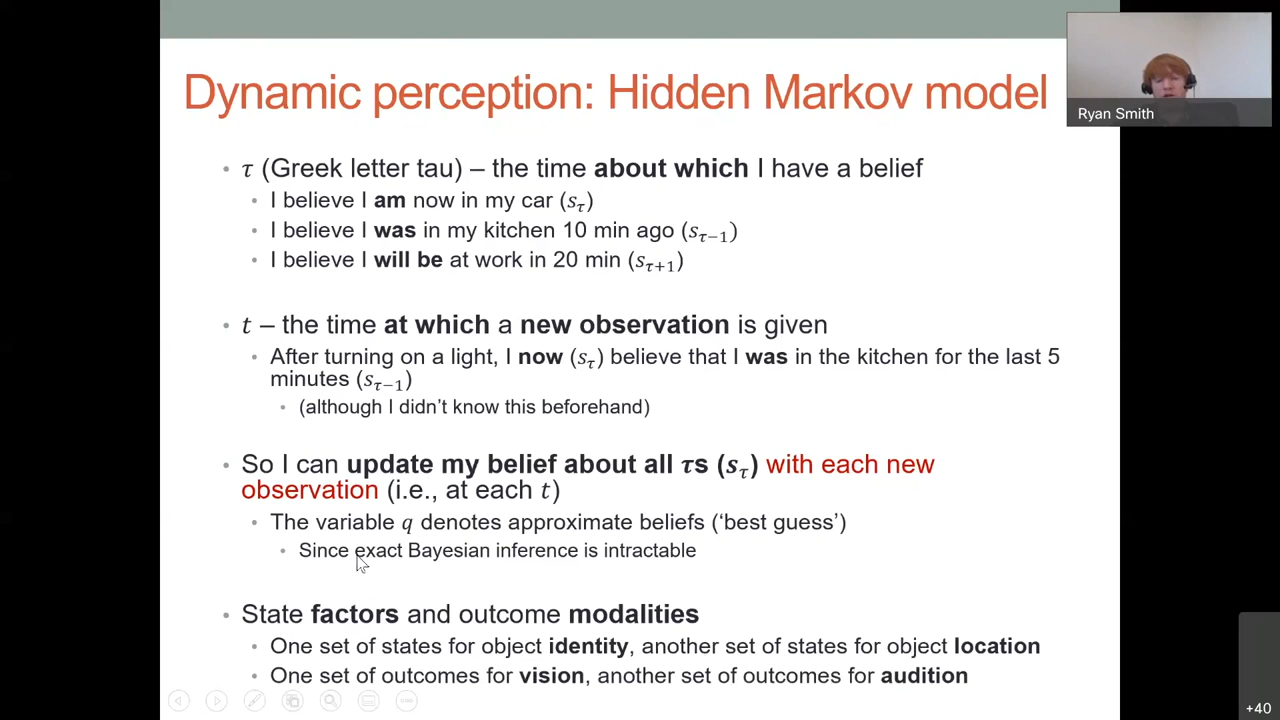 Dynamic perception: Hidden Markov model
Ryan Smith
• τ (Greek letter tau) – the time about which I have a belief
• I believe I am now in my car (sτ)
• I believe I was in my kitchen 10 min ago (sτ−1)
• I believe I will be at work in 20 min (sτ+1)
• t – the time at which a new observation is given
• After turning on a light, I now (sτ) believe that I was in the kitchen for the last 5
minutes (sτ−1)
• (although I didn't know this beforehand)
• So I can update my belief about all τs (sτ) with each new
observation (i.e., at each t)
• The variable q denotes approximate beliefs ('best guess')
• Since exact Bayesian inference is intractable
• State factors and outcome modalities
• One set of states for object identity, another set of states for object location
• One set of outcomes for vision, another set of outcomes for audition
+40